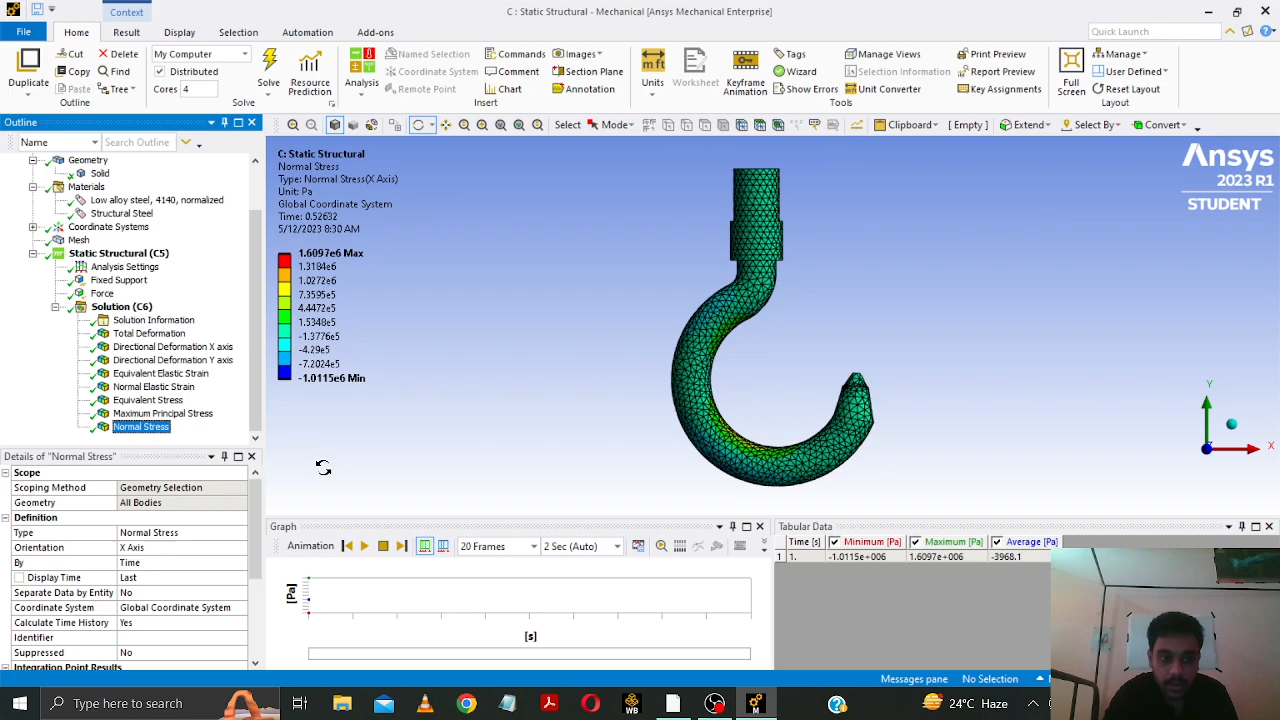 Context
C : Static Structural - Mechanical [Ansys Mechanical Enterprise]
File
Home
Result
Display
Selection
Automation
Add-ons
Quick Launch
Duplicate
Cut
Copy
Paste
Delete
Find
Tree
Outline
My Computer
Distributed
Cores 4
Solve
Resource Prediction
Solve
Analysis
Named Selection
Coordinate System
Remote Point
Commands
Comment
Chart
Images
Section Plane
Annotation
Insert
Units
Worksheet
Keyframe Animation
Tags
Wizard
Show Errors
Manage Views
Selection Information
Unit Converter
Print Preview
Report Preview
Key Assignments
Tools
Full Screen
Manage
User Defined
Reset Layout
Layout
Outline
Select
Mode
Clipboard
[ Empty ]
Extend
Select By
Convert
Name
Search Outline
Geometry
Solid
Materials
Low alloy steel, 4140, normalized
Structural Steel
Coordinate Systems
Mesh
Static Structural (C5)
Analysis Settings
Fixed Support
Force
Solution (C6)
Solution Information
Total Deformation
Directional Deformation X axis
Directional Deformation Y axis
Equivalent Elastic Strain
Normal Elastic Strain
Equivalent Stress
Maximum Principal Stress
Normal Stress
C: Static Structural
Normal Stress
Type: Normal Stress(X Axis)
Unit: Pa
Global Coordinate System
Time: 0.52632
5/12/2023 8:30 AM
1.6097e6 Max
1.3184e6
1.0272e6
7.3595e5
4.4472e5
1.5348e5
-1.3776e5
-4.29e5
-7.2024e5
-1.0115e6 Min
Ansys
2023 R1
STUDENT
Y
X
Z
Details of "Normal Stress"
Scope
Scoping Method Geometry Selection
Geometry All Bodies
Definition
Type Normal Stress
Orientation X Axis
By Time
Display Time Last
Separate Data by Entity No
Coordinate System Global Coordinate System
Calculate Time History Yes
Identifier
Suppressed No
Integration Point Results
Graph
Animation
20 Frames
2 Sec (Auto)
[Pa]
[s]
Tabular Data
Time [s] Minimum [Pa] Maximum [Pa] Average [Pa]
1 1. -1.0115e+006 1.6097e+006 -3968.1
Messages pane
No Selection
Type here to search
WB
M
24°C Haze